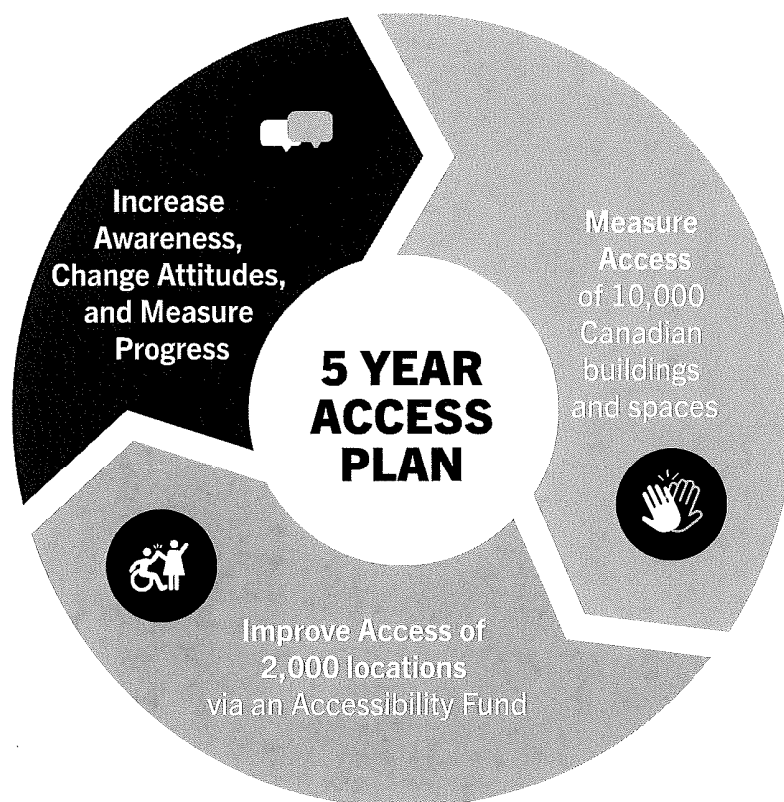 Increase
Awareness,
Change Attitudes,
and Measure
Progress
Measure
Access
of 10,000
Canadian
buildings
and spaces
5 YEAR
ACCESS
PLAN
Improve Access of
2,000 locations
via an Accessibility Fund